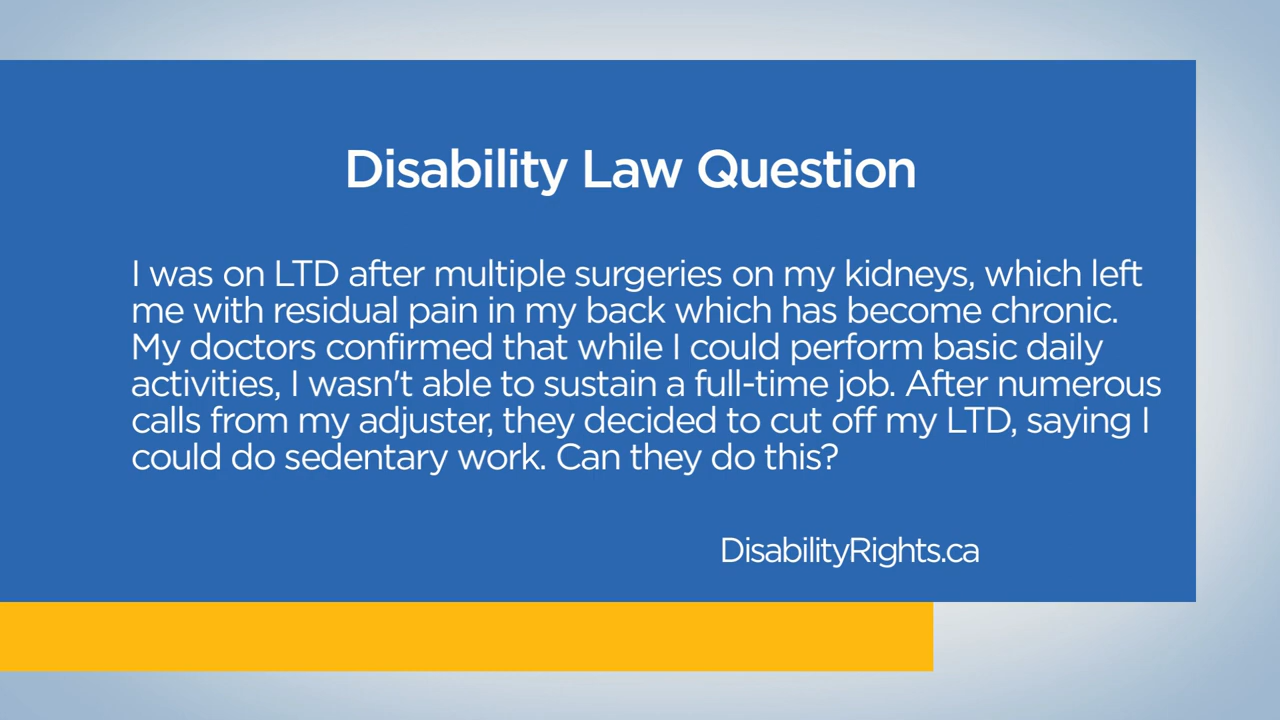 Disability Law Question
I was on LTD after multiple surgeries on my kidneys, which left
me with residual pain in my back which has become chronic.
My doctors confirmed that while I could perform basic daily
activities, I wasn't able to sustain a full-time job. After numerous
calls from my adjuster, they decided to cut off my LTD, saying I
could do sedentary work. Can they do this?
DisabilityRights.ca